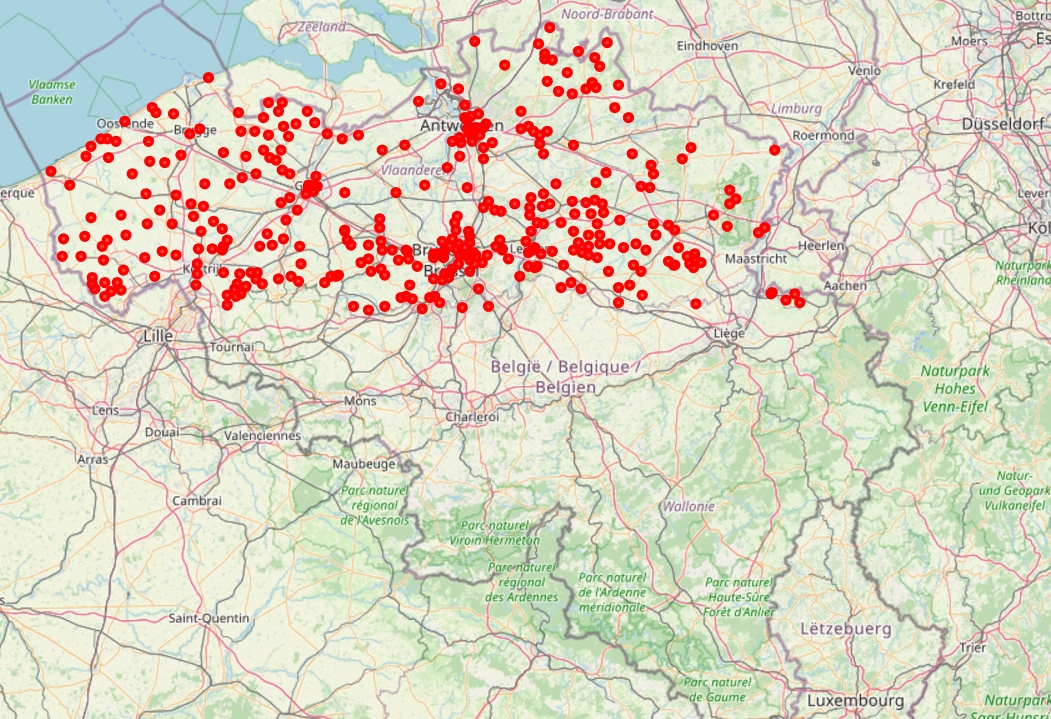 Zeeland
Noord-Brabant
Bottro
Eindhoven
Moers
Es
Vlaamse
Banken
Venlo
Krefeld
Limburg
Oostende
Brugge
Roermond
Düsseldorf
Vlaandere
erque
Lever
Köl
Heerlen
Maastricht
Aachen
Naturpark
Rheinland
Lille
Tournai
Liège
België / Belgique /
Belgien
Naturpark
Hohes
Venn-Eifel
Mons
Charleroi
Lens
Douai
Valenciennes
Arras
Maubeuge
Natur-
und Geopark
Vulkaneifel
Parc naturel
régional
de l'Avesnois
Cambrai
Wallonie
Parc naturel
Viroin Hermeton
Parc naturel
régional
des Ardennes
Parc naturel
de l'Ardenne
méridionale
Parc naturel
Haute-Sûre
Forêt d'Anlier
Saint-Quentin
Lëtzebuerg
Trier
Parc naturel
de Gaume
Luxembourg
Naturpark
Saar-Hunsrü